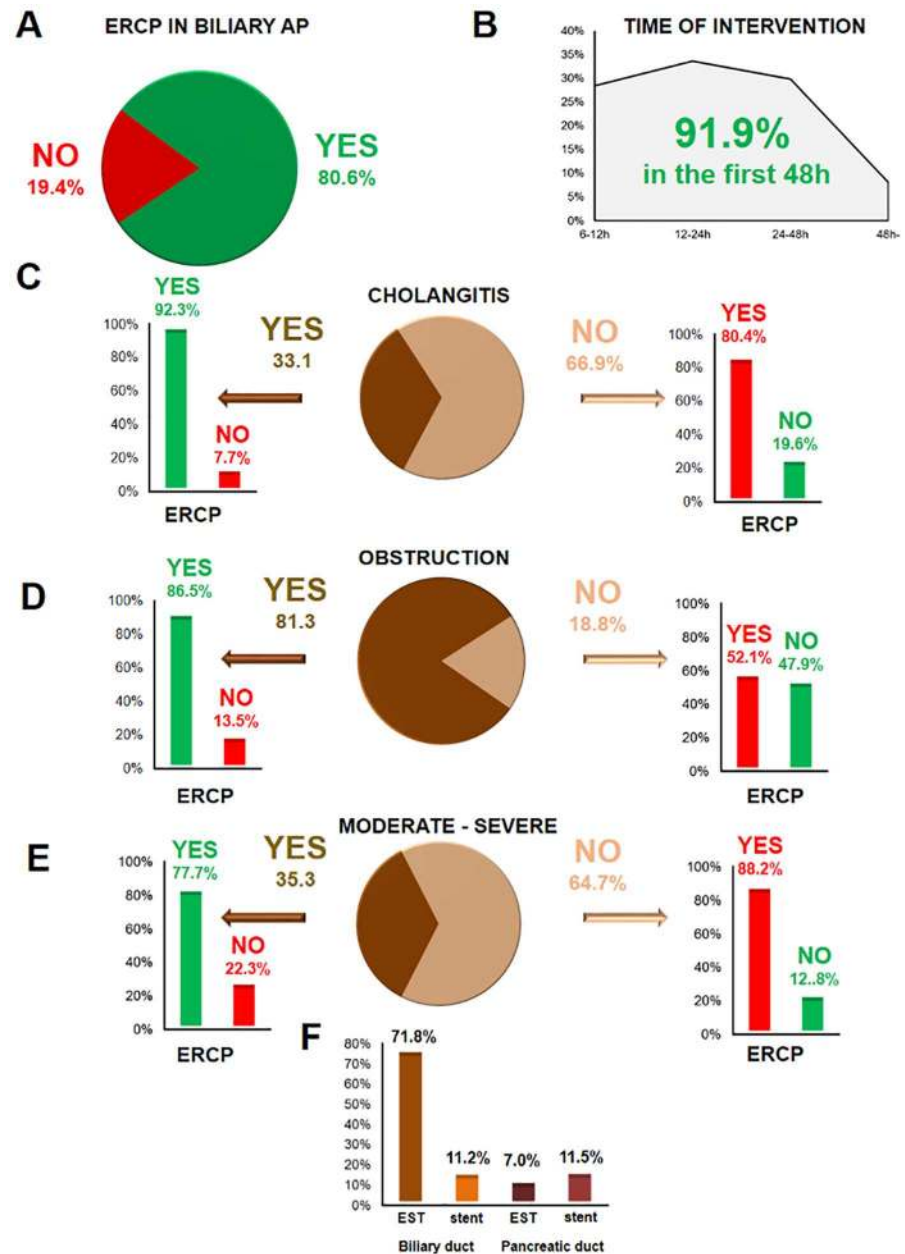 A
ERCP IN BILIARY AP
NO
19.4%
YES
80.6%
B
TIME OF INTERVENTION
40%
35%
30%
25%
20%
15%
10%
5%
0%
91.9%
in the first 48h
6-12h 12-24h 24-48h 48h-
C
CHOLANGITIS
YES
92.3%
NO
7.7%
100%
80%
60%
40%
20%
0%
ERCP
YES
33.1
NO
66.9%
YES
80.4%
NO
19.6%
100%
80%
60%
40%
20%
0%
ERCP
D
OBSTRUCTION
YES
86.5%
NO
13.5%
100%
80%
60%
40%
20%
0%
ERCP
YES
81.3
NO
18.8%
YES
52.1%
NO
47.9%
100%
80%
60%
40%
20%
0%
ERCP
E
MODERATE - SEVERE
YES
77.7%
NO
22.3%
100%
80%
60%
40%
20%
0%
ERCP
YES
35.3
NO
64.7%
YES
88.2%
NO
12..8%
100%
80%
60%
40%
20%
0%
ERCP
F
80%
70%
60%
50%
40%
30%
20%
10%
0%
71.8%
11.2%
7.0%
11.5%
EST stent EST stent
Biliary duct Pancreatic duct